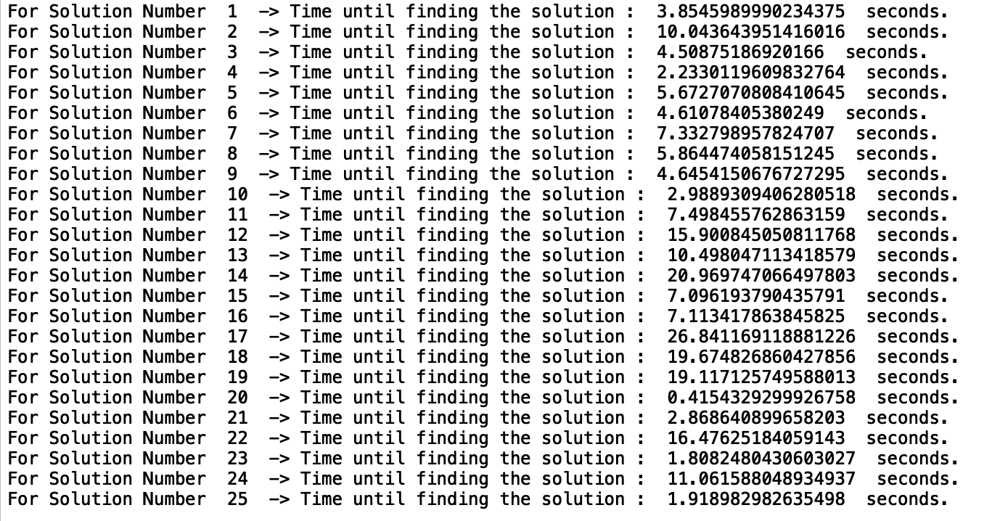 For Solution Number  1  -> Time until finding the solution :  3.8545989990234375  seconds.
For Solution Number  2  -> Time until finding the solution :  10.043643951416016  seconds.
For Solution Number  3  -> Time until finding the solution :  4.50875186920166  seconds.
For Solution Number  4  -> Time until finding the solution :  2.2330119609832764  seconds.
For Solution Number  5  -> Time until finding the solution :  5.6727070808410645  seconds.
For Solution Number  6  -> Time until finding the solution :  4.61078405380249  seconds.
For Solution Number  7  -> Time until finding the solution :  7.332798957824707  seconds.
For Solution Number  8  -> Time until finding the solution :  5.864474058151245  seconds.
For Solution Number  9  -> Time until finding the solution :  4.6454150676727295  seconds.
For Solution Number  10  -> Time until finding the solution :  2.9889309406280518  seconds.
For Solution Number  11  -> Time until finding the solution :  7.498455762863159  seconds.
For Solution Number  12  -> Time until finding the solution :  15.900845050811768  seconds.
For Solution Number  13  -> Time until finding the solution :  10.498047113418579  seconds.
For Solution Number  14  -> Time until finding the solution :  20.969747066497803  seconds.
For Solution Number  15  -> Time until finding the solution :  7.096193790435791  seconds.
For Solution Number  16  -> Time until finding the solution :  7.113417863845825  seconds.
For Solution Number  17  -> Time until finding the solution :  26.841169118881226  seconds.
For Solution Number  18  -> Time until finding the solution :  19.674826860427856  seconds.
For Solution Number  19  -> Time until finding the solution :  19.117125749588013  seconds.
For Solution Number  20  -> Time until finding the solution :  0.4154329299926758  seconds.
For Solution Number  21  -> Time until finding the solution :  2.868640899658203  seconds.
For Solution Number  22  -> Time until finding the solution :  16.47625184059143  seconds.
For Solution Number  23  -> Time until finding the solution :  1.8082480430603027  seconds.
For Solution Number  24  -> Time until finding the solution :  11.061588048934937  seconds.
For Solution Number  25  -> Time until finding the solution :  1.918982982635498  seconds.